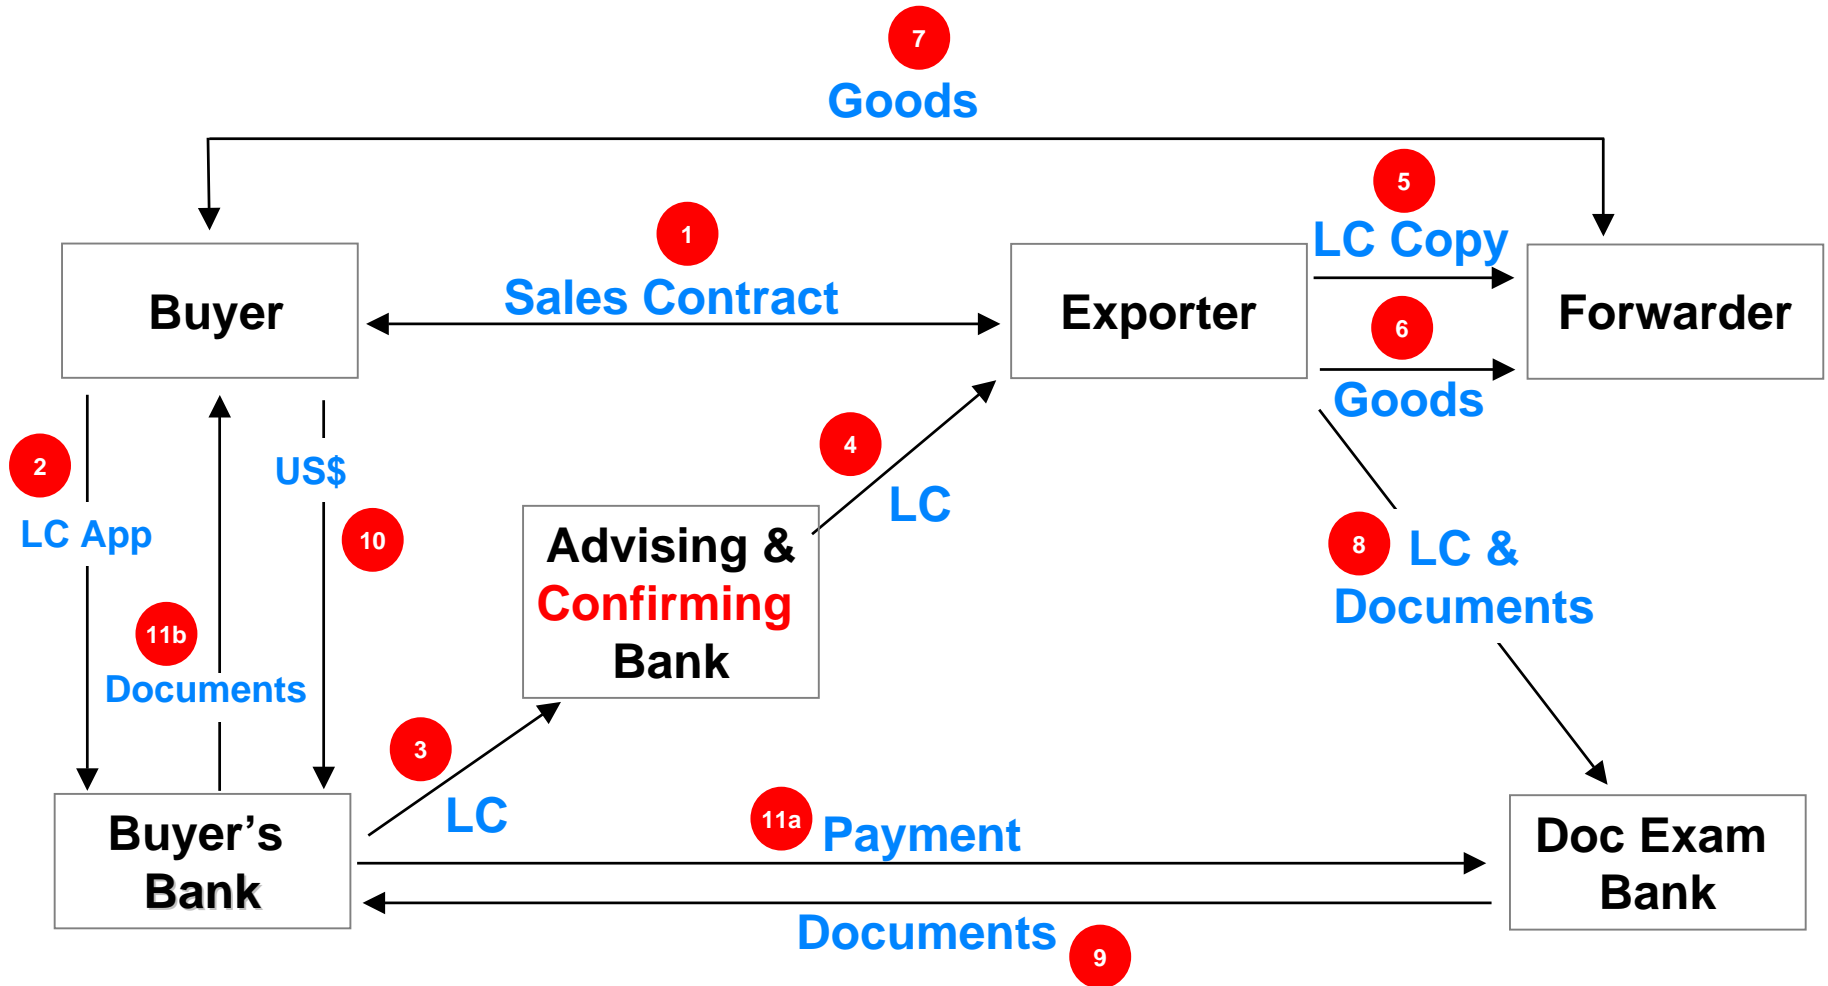 7
Goods
5
LC Copy
1
Sales Contract
Buyer
Exporter
Forwarder
6
Goods
2
LC App
US$
10
4
LC
Advising &
Confirming
Bank
8
LC &
Documents
11b
Documents
3
LC
11a
Payment
Buyer’s
Bank
Doc Exam
Bank
Documents
9